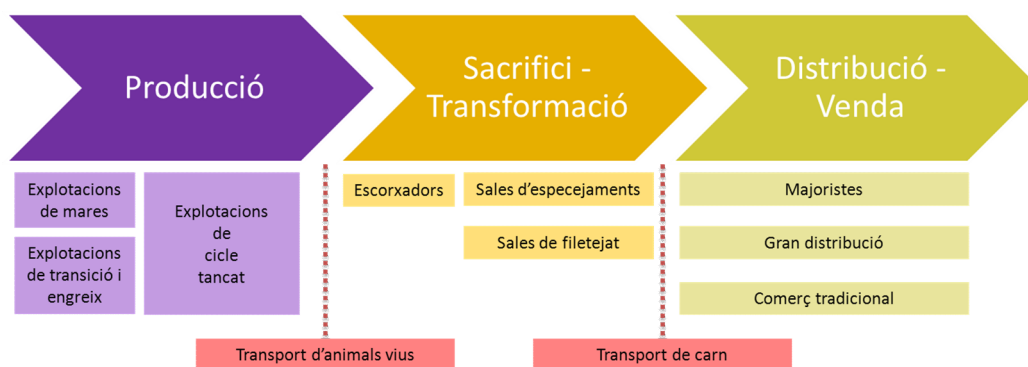 Producció
Sacrifici -
Transformació
Distribució -
Venda
Explotacions
de mares
Explotacions
de transició i
engreix
Explotacions
de
cicle
tancat
Escorxadors
Sales d’especejaments
Sales de filetejat
Majoristes
Gran distribució
Comerç tradicional
Transport d’animals vius
Transport de carn